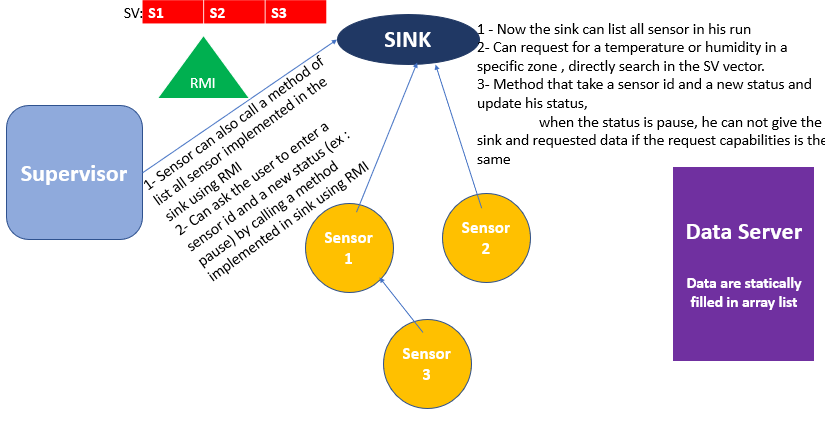 SV: S1 S2 S3
SINK
RMI
1 - Now the sink can list all sensor in his run
2- Can request for a temperature or humidity in a
specific zone , directly search in the SV vector.
3- Method that take a sensor id and a new status and
update his status,
when the status is pause, he can not give the
sink and requested data if the request capabilities is the
same
Supervisor
1- Sensor can also call a method of
list all sensor implemented in the
sink using RMI
2- Can ask the user to enter a
sensor id and a new status (ex :
pause) by calling a method
implemented in sink using RMI
Sensor
1
Sensor
2
Sensor
3
Data Server
Data are statically
filled in array list